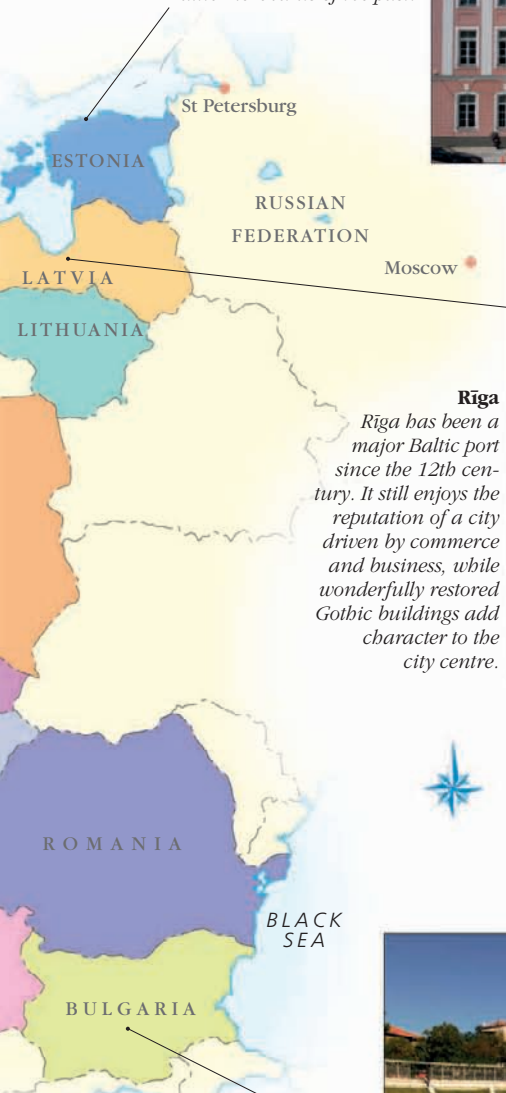 St Petersburg
ESTONIA
RUSSIAN
FEDERATION
Moscow
LATVIA
LITHUANIA
Rīga
Rīga has been a
major Baltic port
since the 12th cen-
tury. It still enjoys the
reputation of a city
driven by commerce
and business, while
wonderfully restored
Gothic buildings add
character to the
city centre.
ROMANIA
BLACK
SEA
BULGARIA